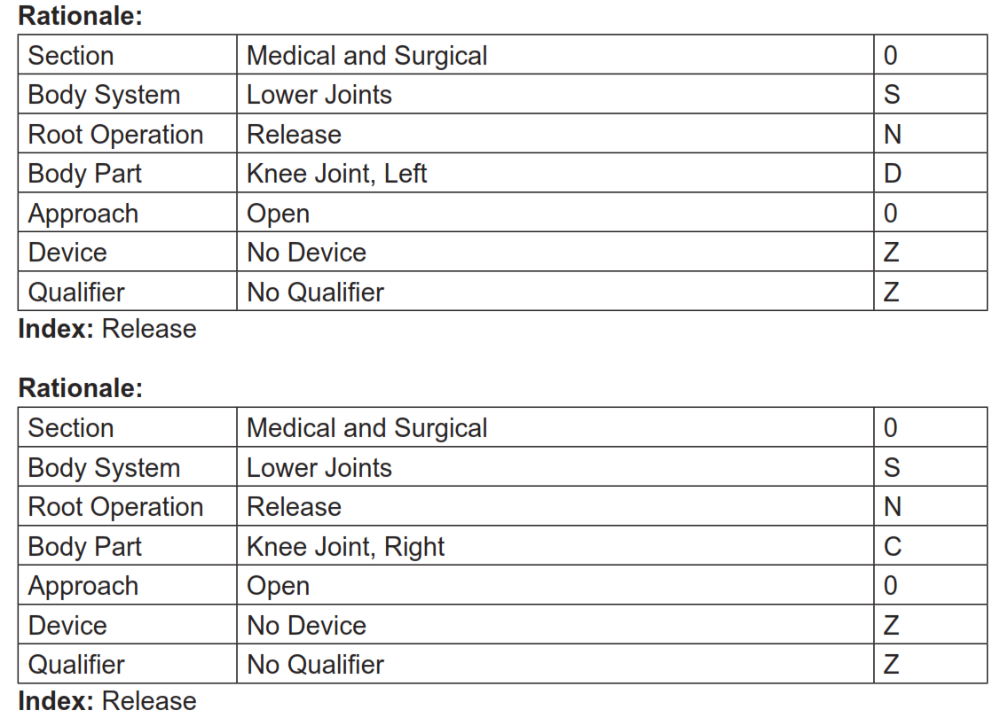 Rationale:
Section Medical and Surgical 0
Body System Lower Joints S
Root Operation Release N
Body Part Knee Joint, Left D
Approach Open 0
Device No Device Z
Qualifier No Qualifier Z
Index: Release
Rationale:
Section Medical and Surgical 0
Body System Lower Joints S
Root Operation Release N
Body Part Knee Joint, Right C
Approach Open 0
Device No Device Z
Qualifier No Qualifier Z
Index: Release